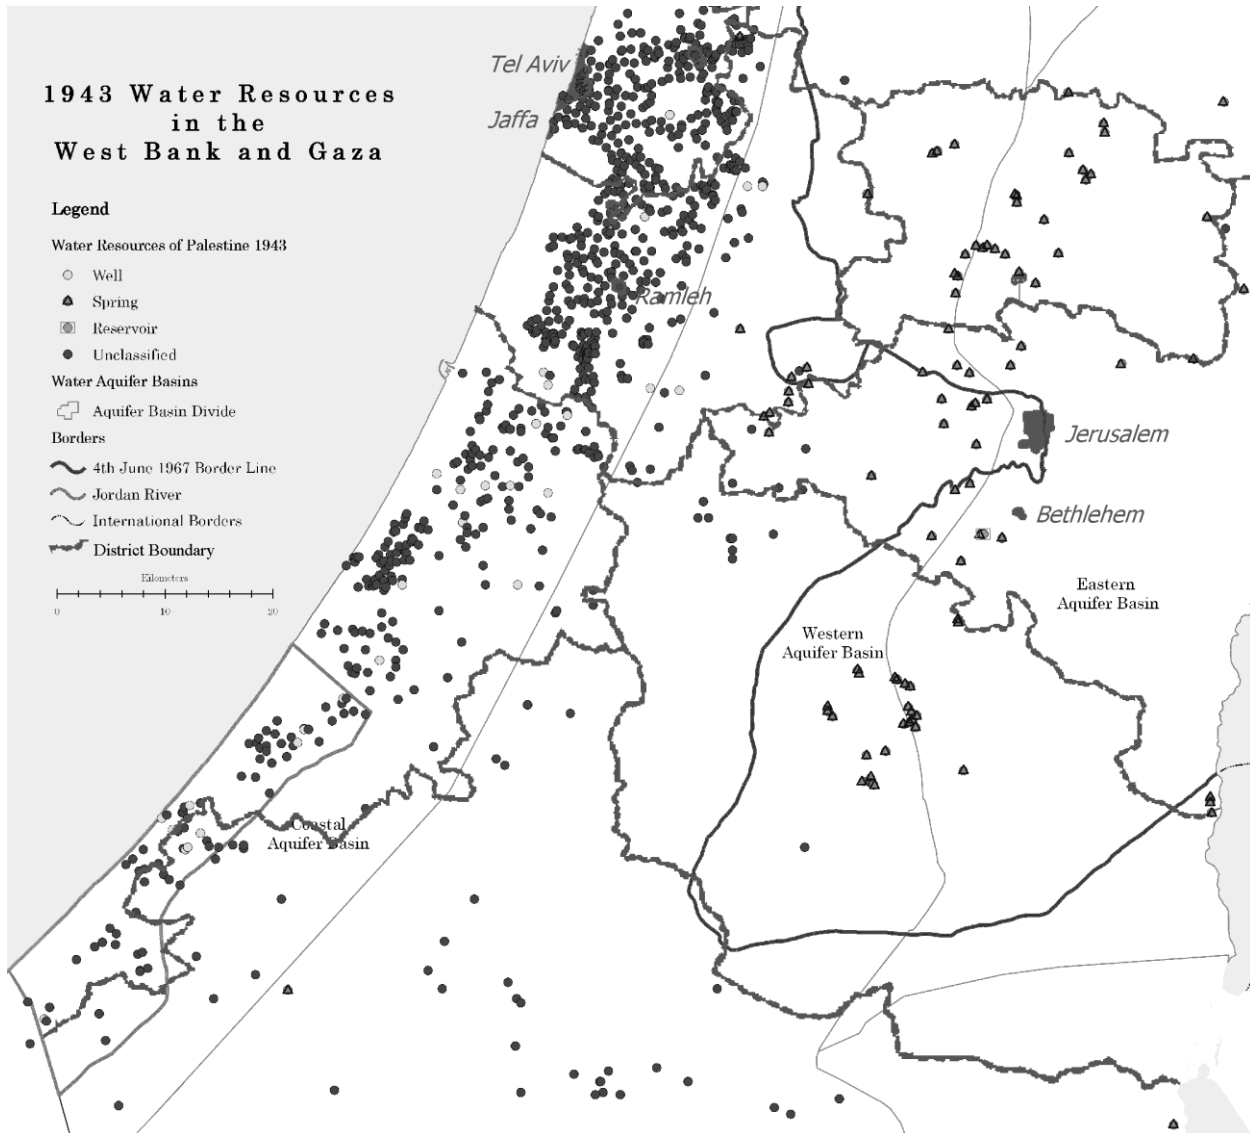 1943 Water Resources
in the
West Bank and Gaza
Legend
Water Resources of Palestine 1943
Well
Spring
Reservoir
Unclassified
Water Aquifer Basins
Aquifer Basin Divide
Borders
4th June 1967 Border Line
Jordan River
International Borders
District Boundary
Kilometers
0 10 20
Tel Aviv
Jaffa
Ramleh
Jerusalem
Bethlehem
Eastern
Aquifer Basin
Western
Aquifer Basin
Coastal
Aquifer Basin